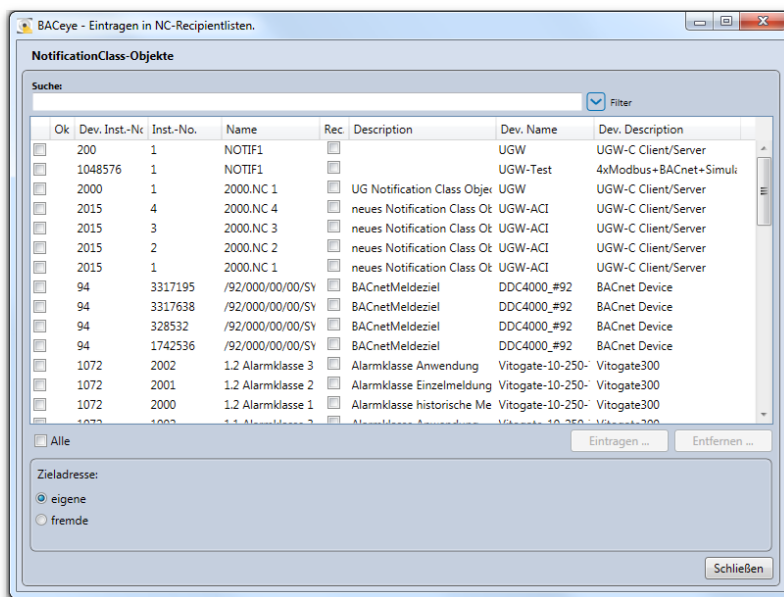 BACeye - Eintragen in NC-Recipientlisten.
NotificationClass-Objekte
Suche:
Filter
Ok Dev. Inst.-Nc Inst.-No. Name Rec. Description Dev. Name Dev. Description
200 1 NOTIF1 UGW UGW-C Client/Server
1048576 1 NOTIF1 UGW-Test 4xModbus+BACnet+Simula
2000 1 2000.NC 1 UG Notification Class Objec UGW UGW-C Client/Server
2015 4 2000.NC 4 neues Notification Class Ob UGW-ACI UGW-C Client/Server
2015 3 2000.NC 3 neues Notification Class Ob UGW-ACI UGW-C Client/Server
2015 2 2000.NC 2 neues Notification Class Ob UGW-ACI UGW-C Client/Server
2015 1 2000.NC 1 neues Notification Class Ob UGW-ACI UGW-C Client/Server
94 3317195 /92/000/00/00/SY BACnetMeldeziel DDC4000_#92 BACnet Device
94 3317638 /92/000/00/00/SY BACnetMeldeziel DDC4000_#92 BACnet Device
94 328532 /92/000/00/00/SY BACnetMeldeziel DDC4000_#92 BACnet Device
94 1742536 /92/000/00/00/SY BACnetMeldeziel DDC4000_#92 BACnet Device
1072 2002 1.2 Alarmklasse 3 Alarmklasse Anwendung Vitogate-10-250- Vitogate300
1072 2001 1.2 Alarmklasse 2 Alarmklasse Einzelmeldung Vitogate-10-250- Vitogate300
1072 2000 1.2 Alarmklasse 1 Alarmklasse historische Me Vitogate-10-250- Vitogate300
Alle
Eintragen ...
Entfernen ...
Zieladresse:
eigene
fremde
Schließen